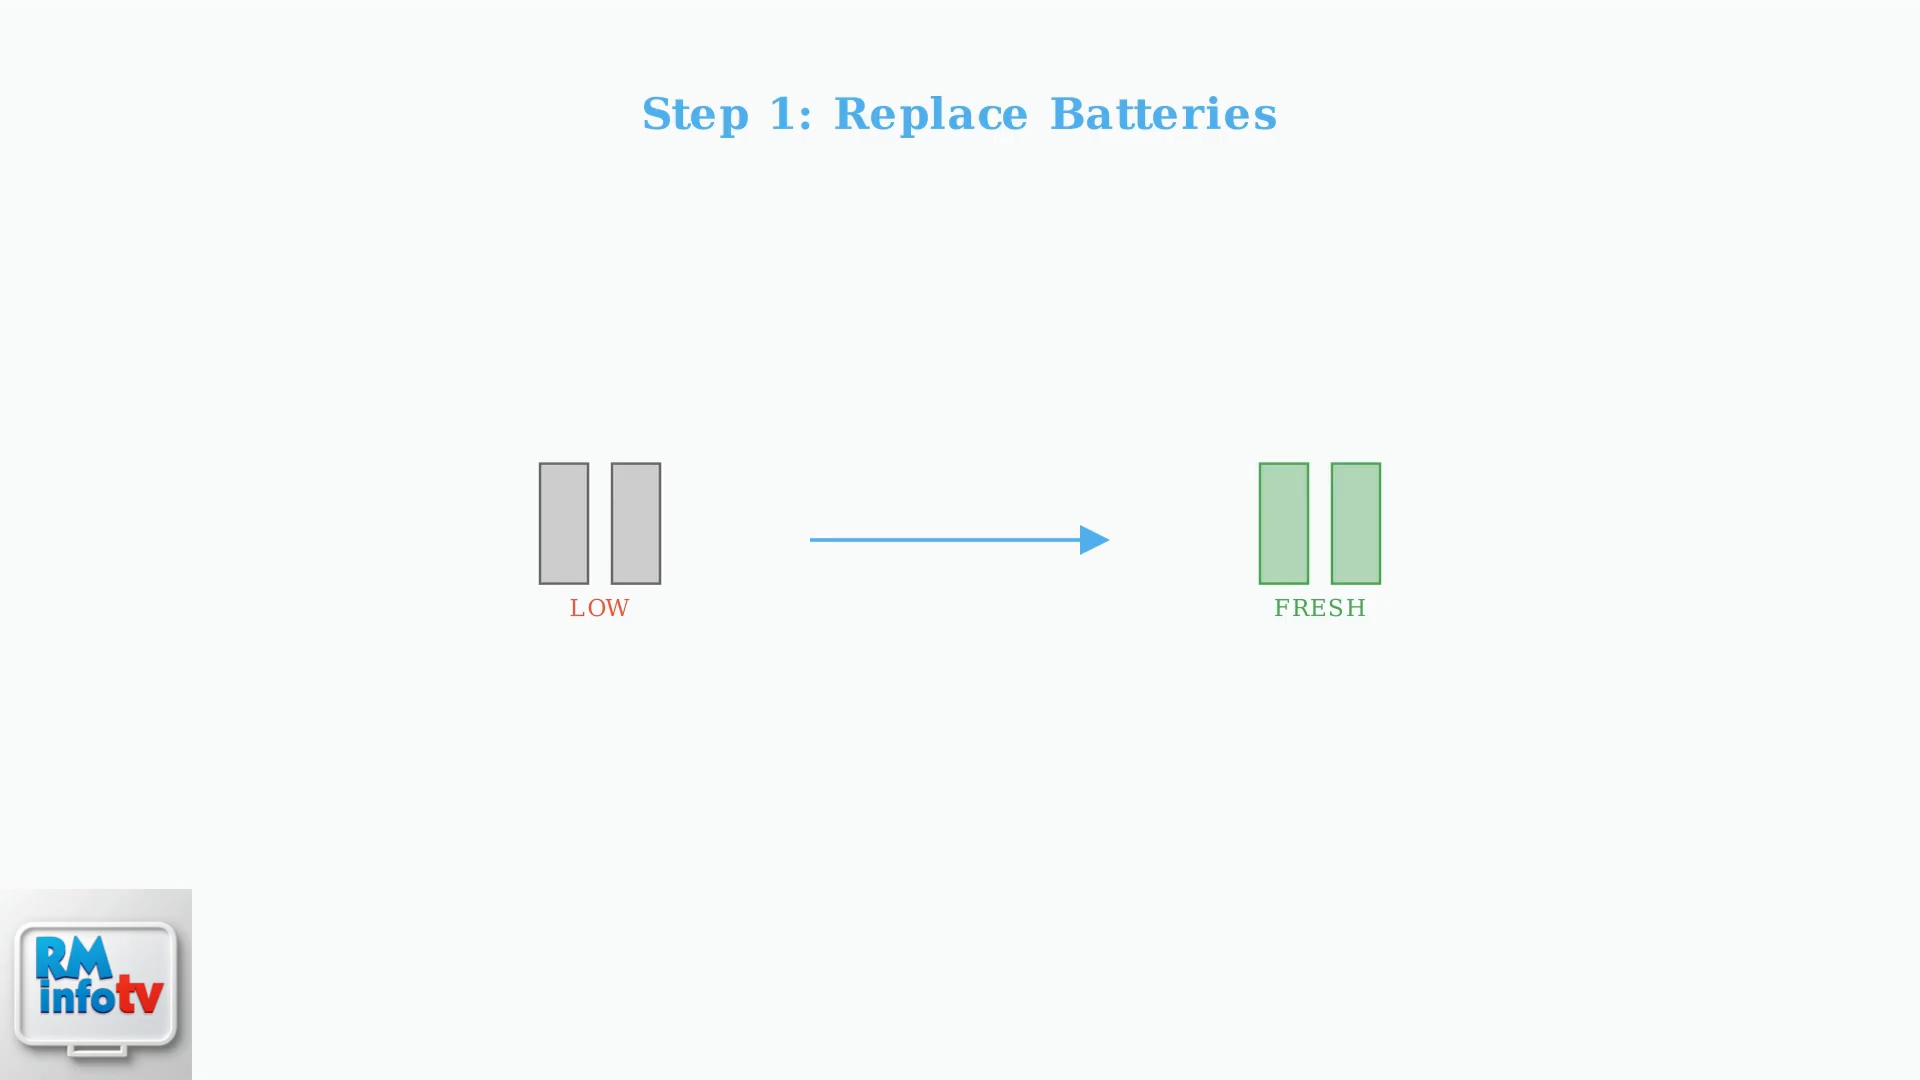 Step 1: Replace Batteries
LOW
FRESH
RM
infotv